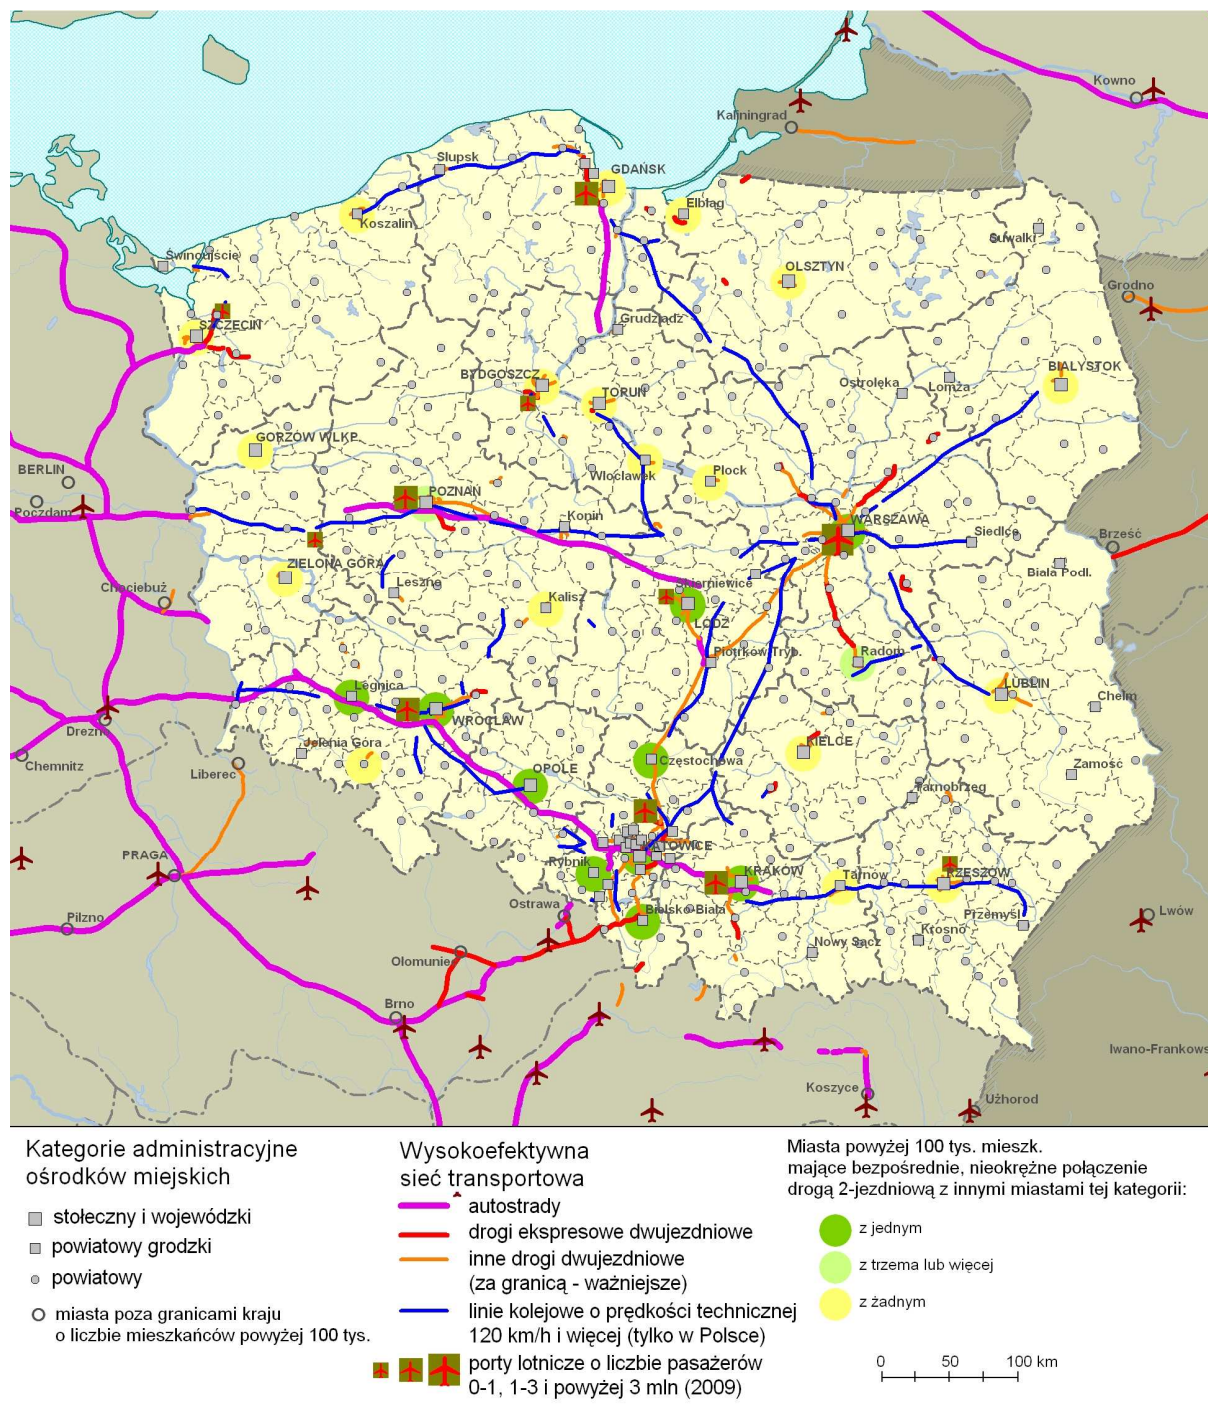 Kowno
Kaliningrad
Słupsk
GDAŃSK
Elbląg
Koszalin
Suwałki
Świnoujście
OLSZTYN
Grodno
SZCZECIN
Grudziądz
BYDGOSZCZ
BIAŁYSTOK
Ostrołęka
Łomża
TORUŃ
GORZÓW WLKP.
BERLIN
Włocławek
Płock
POZNAŃ
Poczdam
Konin
WARSZAWA
Siedlce
Brześć
ZIELONA GÓRA
Biała Podl.
Chociebuż
Leszno
Skierniewice
Kalisz
ŁÓDŹ
Piotrków Tryb.
Radom
Legnica
LUBLIN
Chełm
WROCŁAW
Drezno
Jelenia Góra
KIELCE
Chemnitz
Liberec
OPOLE
Częstochowa
Zamość
Tarnobrzeg
PRAGA
KATOWICE
Rybnik
KRAKÓW
Tarnów
RZESZÓW
Ostrawa
Bielsko-Biała
Przemyśl
Lwów
Pilzno
Krosno
Nowy Sącz
Ołomuniec
Brno
Iwano-Frankows
Koszyce
Użhorod
Kategorie administracyjne
ośrodków miejskich
stołeczny i wojewódzki
powiatowy grodzki
powiatowy
miasta poza granicami kraju
o liczbie mieszkańców powyżej 100 tys.
Wysokoefektywna
sieć transportowa
autostrady
drogi ekspresowe dwujezdniowe
inne drogi dwujezdniowe
(za granicą - ważniejsze)
linie kolejowe o prędkości technicznej
120 km/h i więcej (tylko w Polsce)
porty lotnicze o liczbie pasażerów
0-1, 1-3 i powyżej 3 mln (2009)
Miasta powyżej 100 tys. mieszk.
mające bezpośrednie, nieokrężne połączenie
drogą 2-jezdniową z innymi miastami tej kategorii:
z jednym
z trzema lub więcej
z żadnym
0 50 100 km